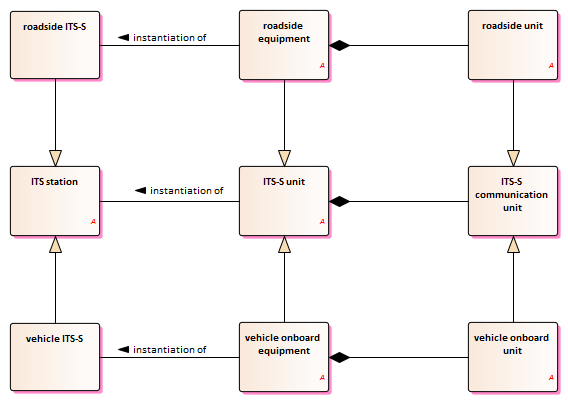 roadside ITS-S
instantiation of
roadside
equipment
A
roadside unit
A
ITS station
A
instantiation of
ITS-S unit
A
ITS-S
communication
unit
vehicle ITS-S
instantiation of
vehicle onboard
equipment
A
vehicle onboard
unit
A